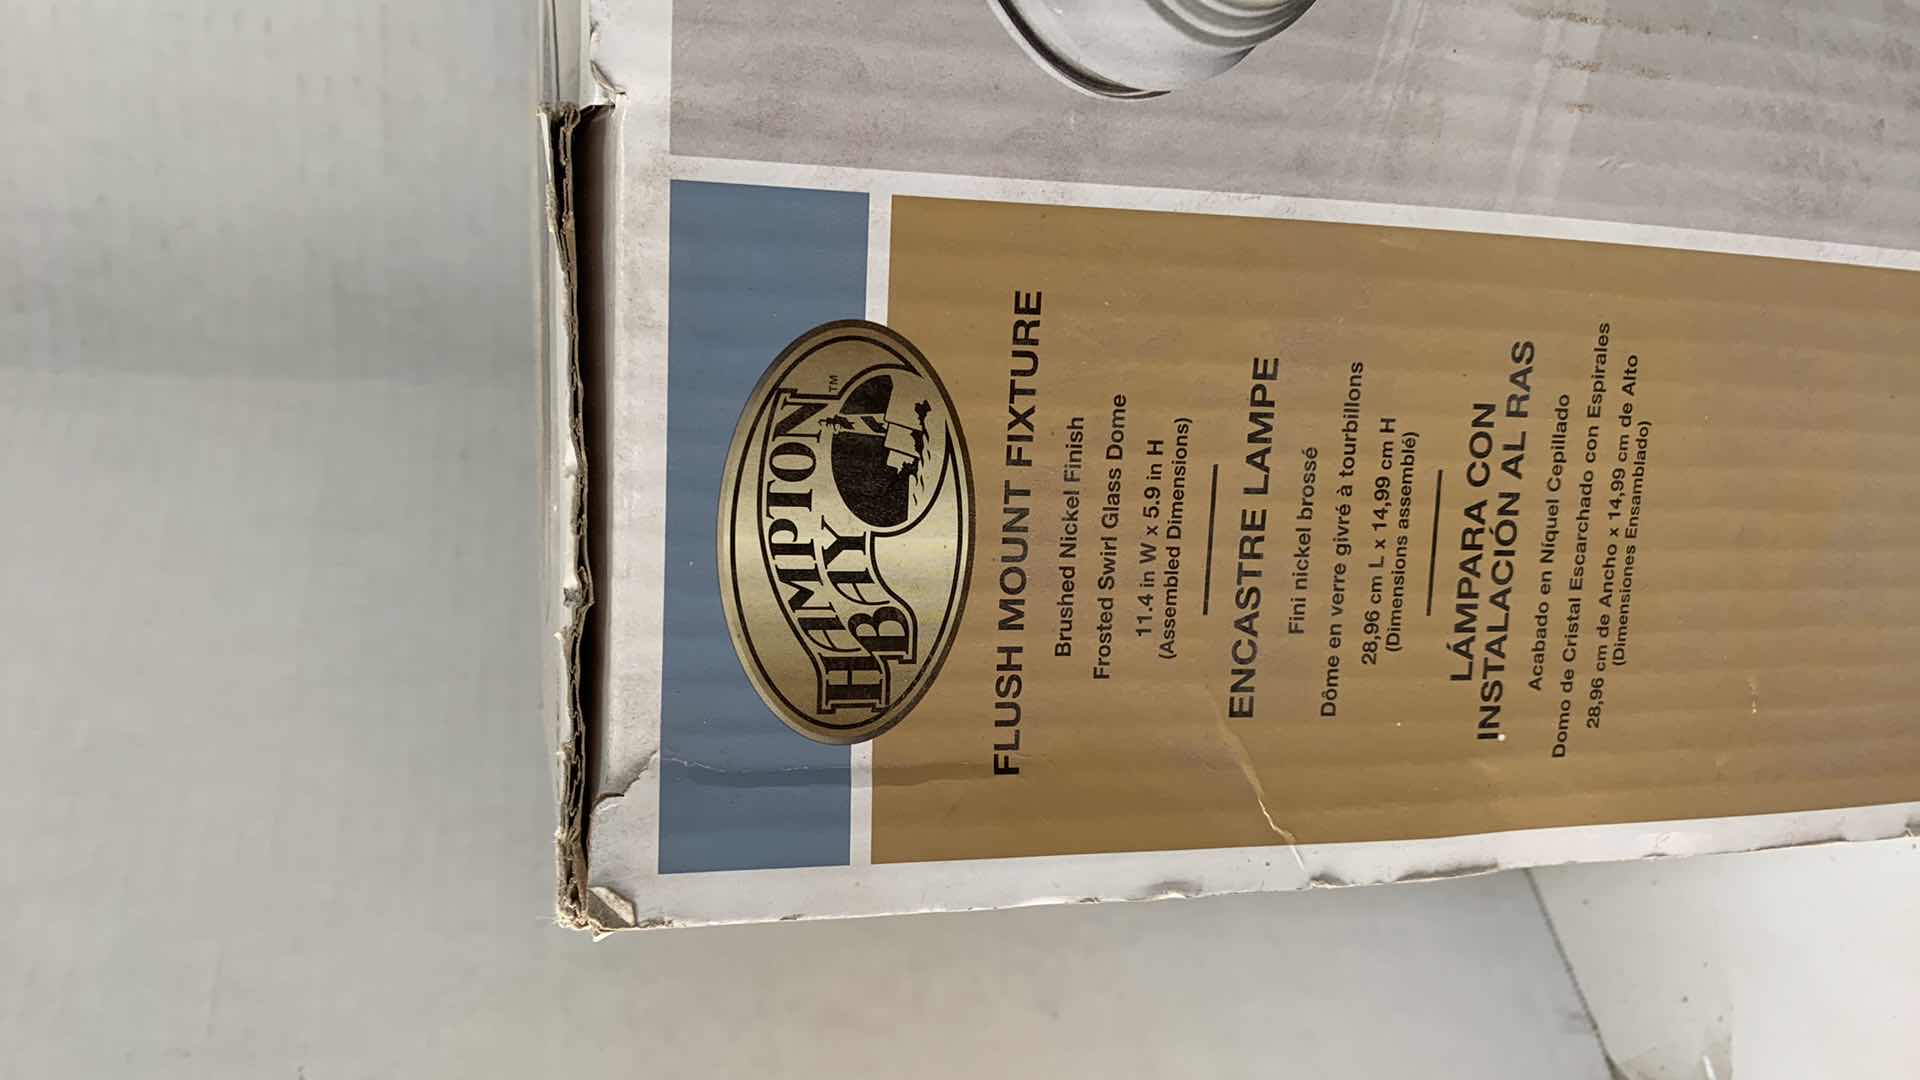 HAMPTON
BAY™
FLUSH MOUNT FIXTURE
Brushed Nickel Finish
Frosted Swirl Glass Dome
11.4 in W x 5.9 in H
(Assembled Dimensions)
ENCASTRE LAMPE
Fini nickel brossé
Dôme en verre givré à tourbillons
28,96 cm L x 14,99 cm H
(Dimensions assemblé)
LÁMPARA CON
INSTALACIÓN AL RAS
Acabado en Níquel Cepillado
Domo de Cristal Escarchado con Espirales
28,96 cm de Ancho x 14,99 cm de Alto
(Dimensiones Ensamblado)